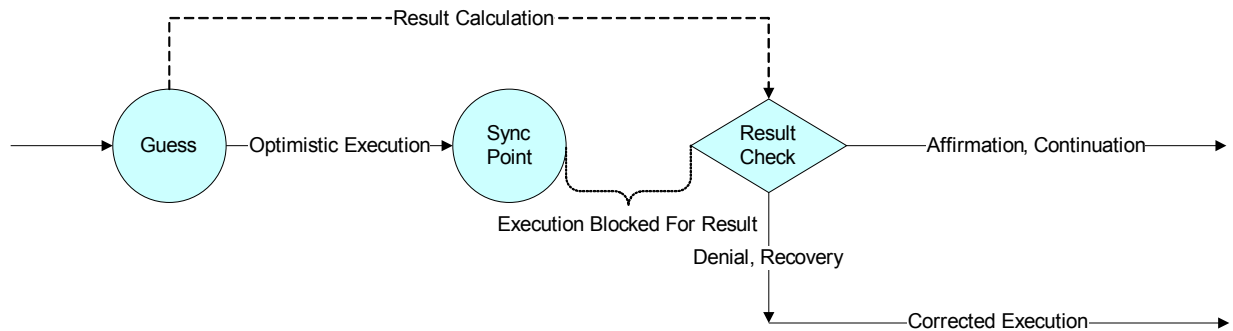 Result Calculation
Guess
Optimistic Execution
Sync
Point
Result
Check
Affirmation, Continuation
Execution Blocked For Result
Denial, Recovery
Corrected Execution